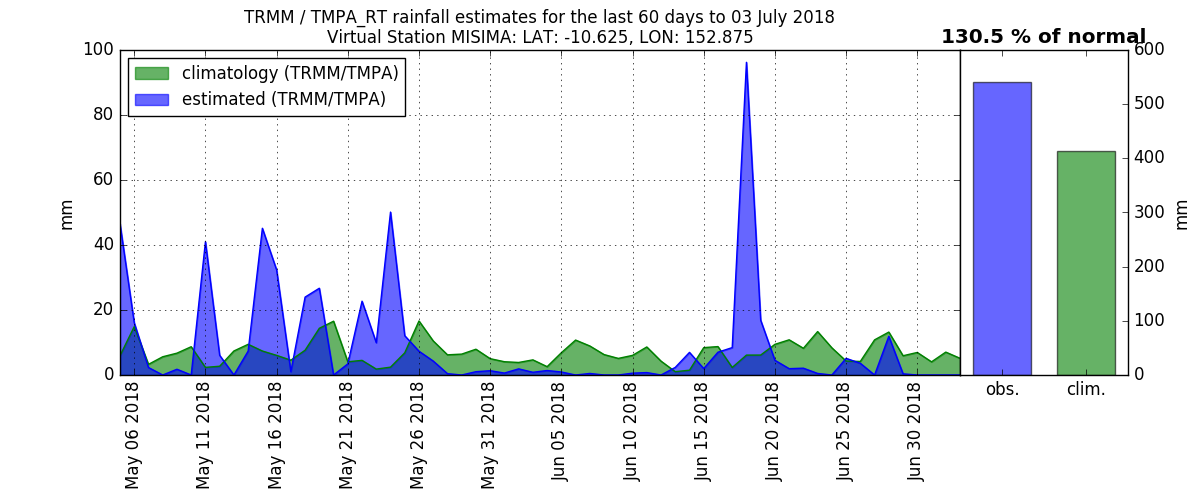 TRMM / TMPA_RT rainfall estimates for the last 60 days to 03 July 2018
Virtual Station MISIMA: LAT: -10.625, LON: 152.875
130.5 % of normal
climatology (TRMM/TMPA)
estimated (TRMM/TMPA)
100
80
60
40
20
0
mm
May 06 2018
May 11 2018
May 16 2018
May 21 2018
May 26 2018
May 31 2018
Jun 05 2018
Jun 10 2018
Jun 15 2018
Jun 20 2018
Jun 25 2018
Jun 30 2018
obs.
clim.
600
500
400
300
200
100
0
mm